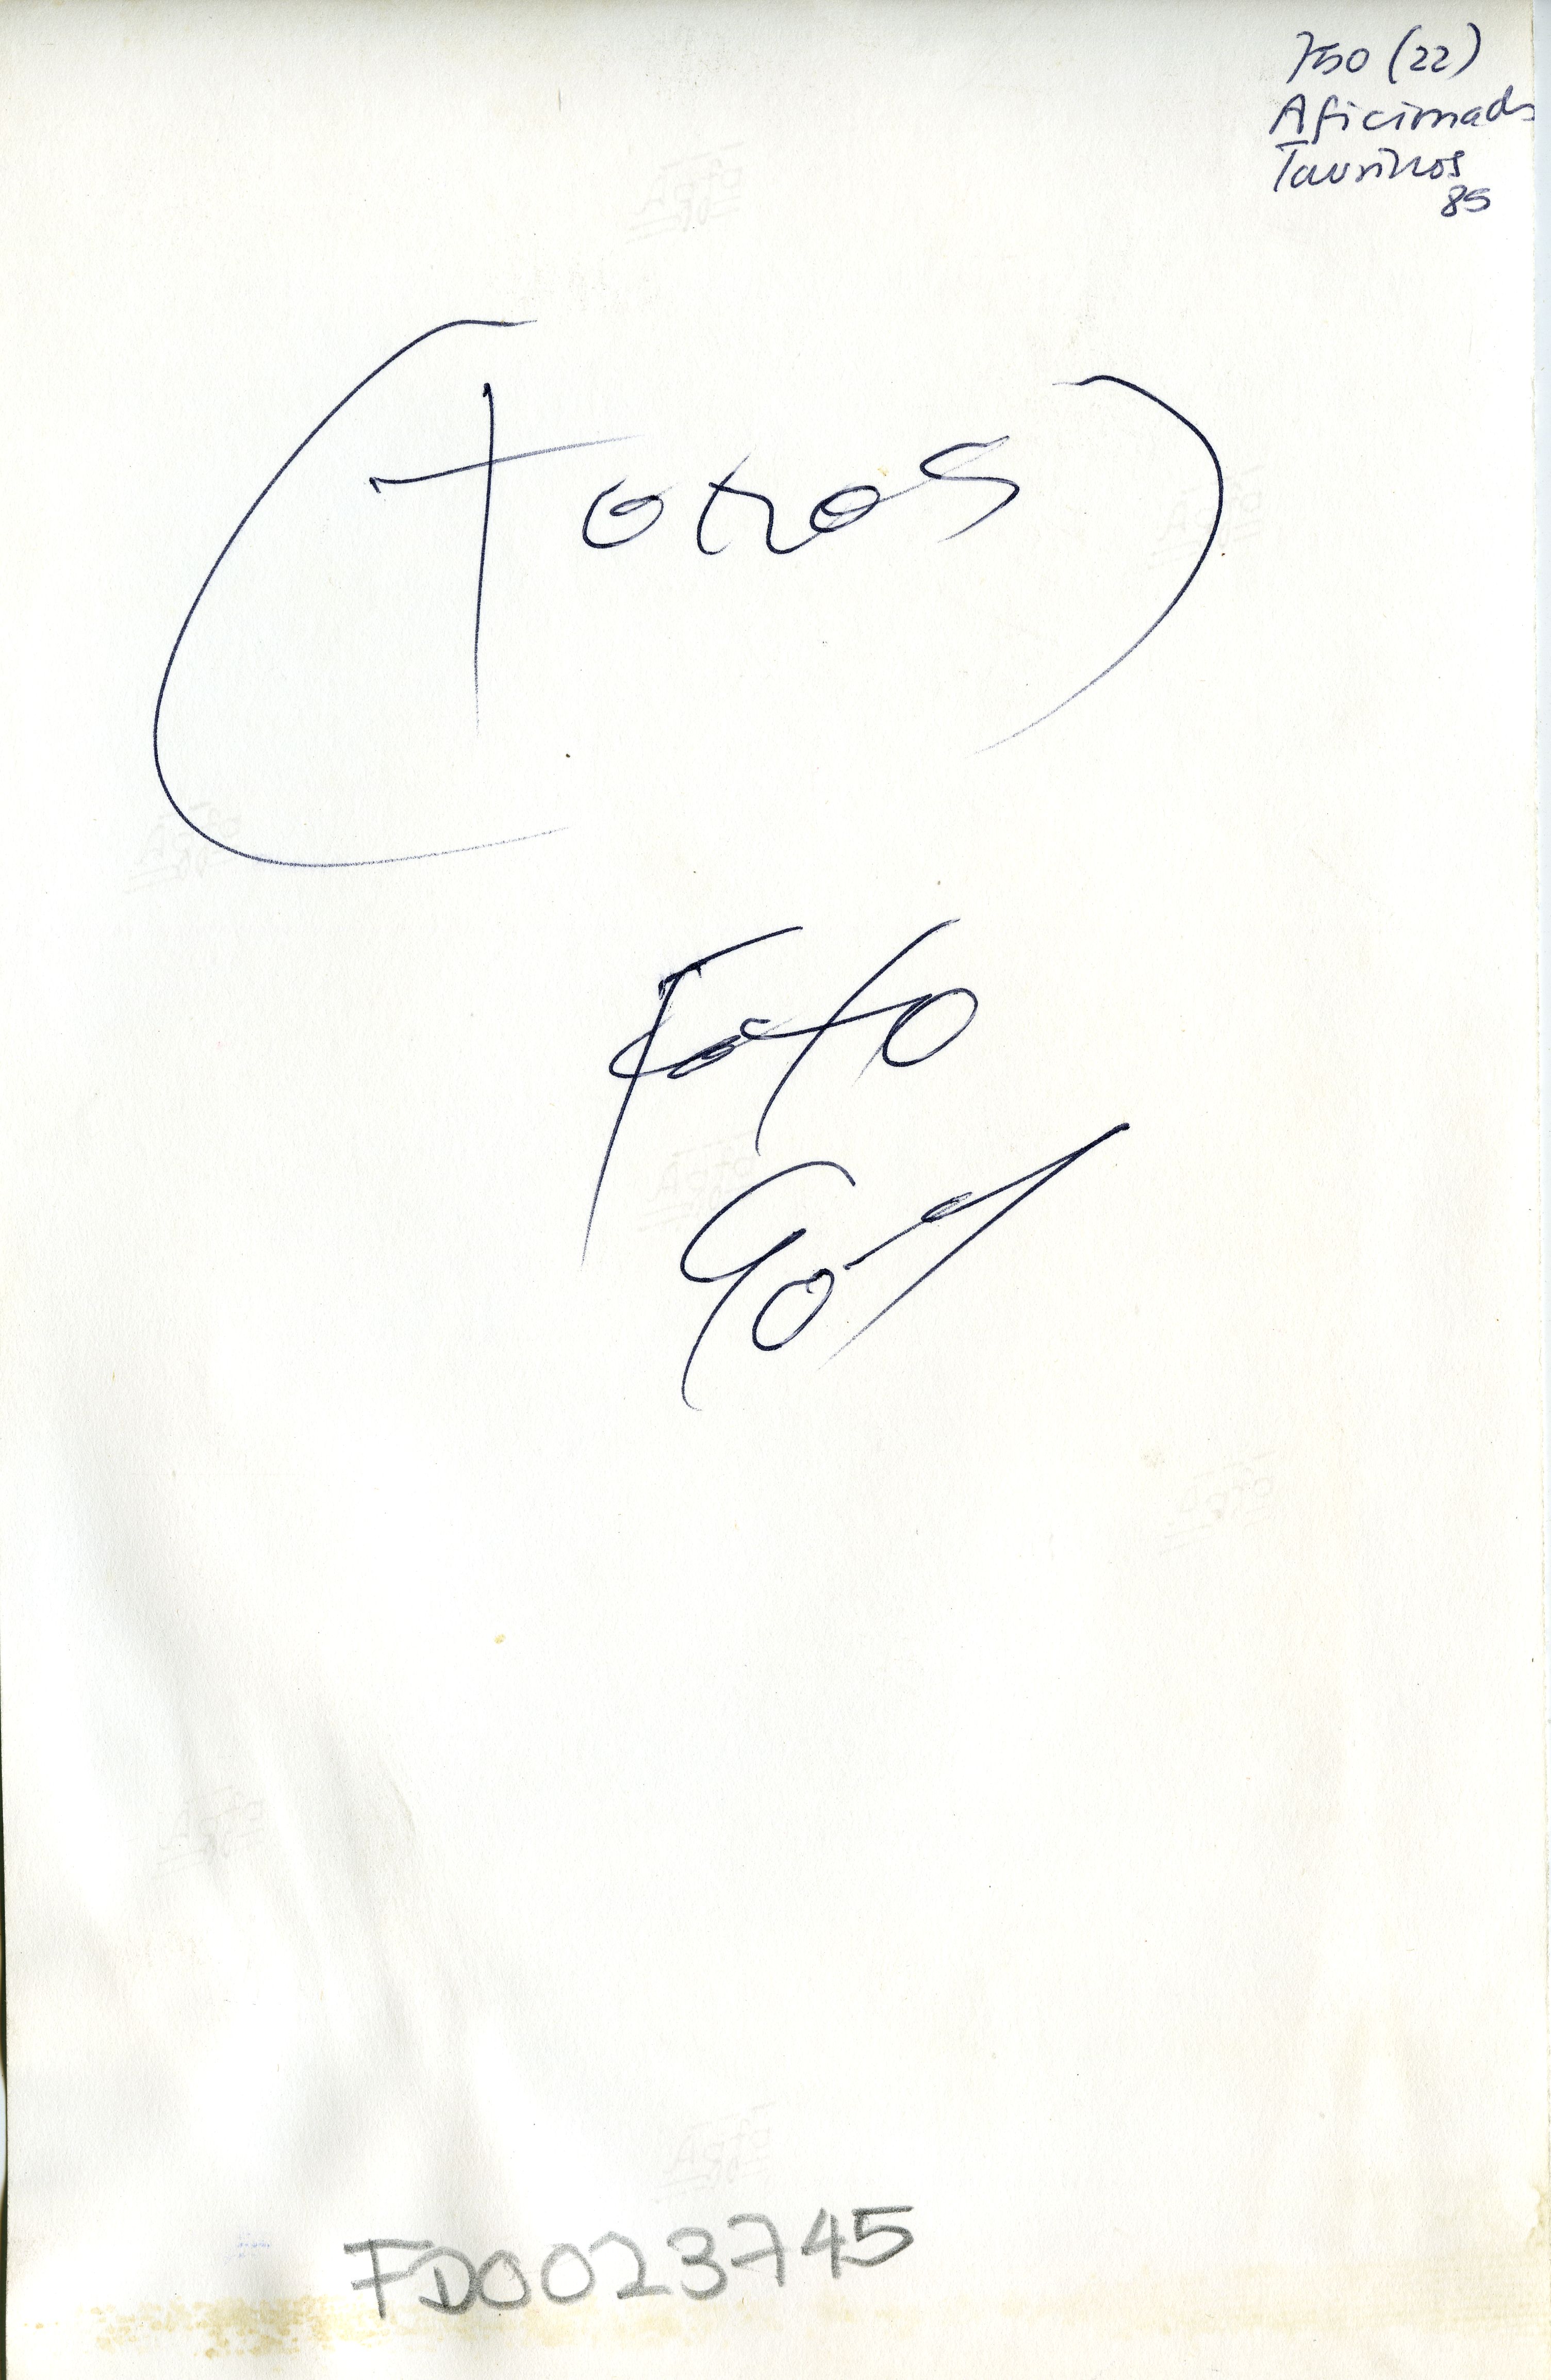 750 (22)
Aficionados
Taurinos
85
(toros)
Foto
FD0023745